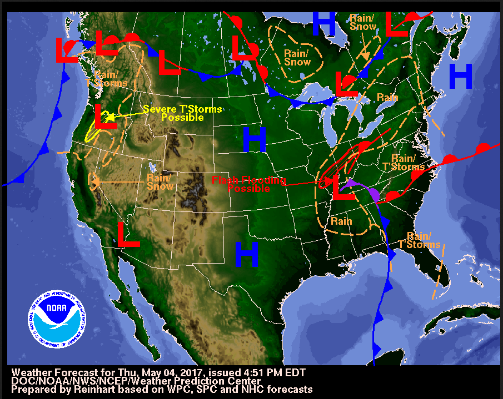 L
L
L
L
L
H
Rain/
Snow
L
Rain/
Snow
H
Rain/
T'Storms
L
Rain
Severe T'Storms
Possible
L
H
Rain/
T'Storms
Flash Flooding
Possible
Rain/
Snow
L
Rain
L
H
Rain/
T'Storms
NOAA
Weather Forecast for Thu, May 04, 2017, issued 4:51 PM EDT
DOC/NOAA/NWS/NCEP/Weather Prediction Center
Prepared by Reinhart based on WPC, SPC and NHC forecasts